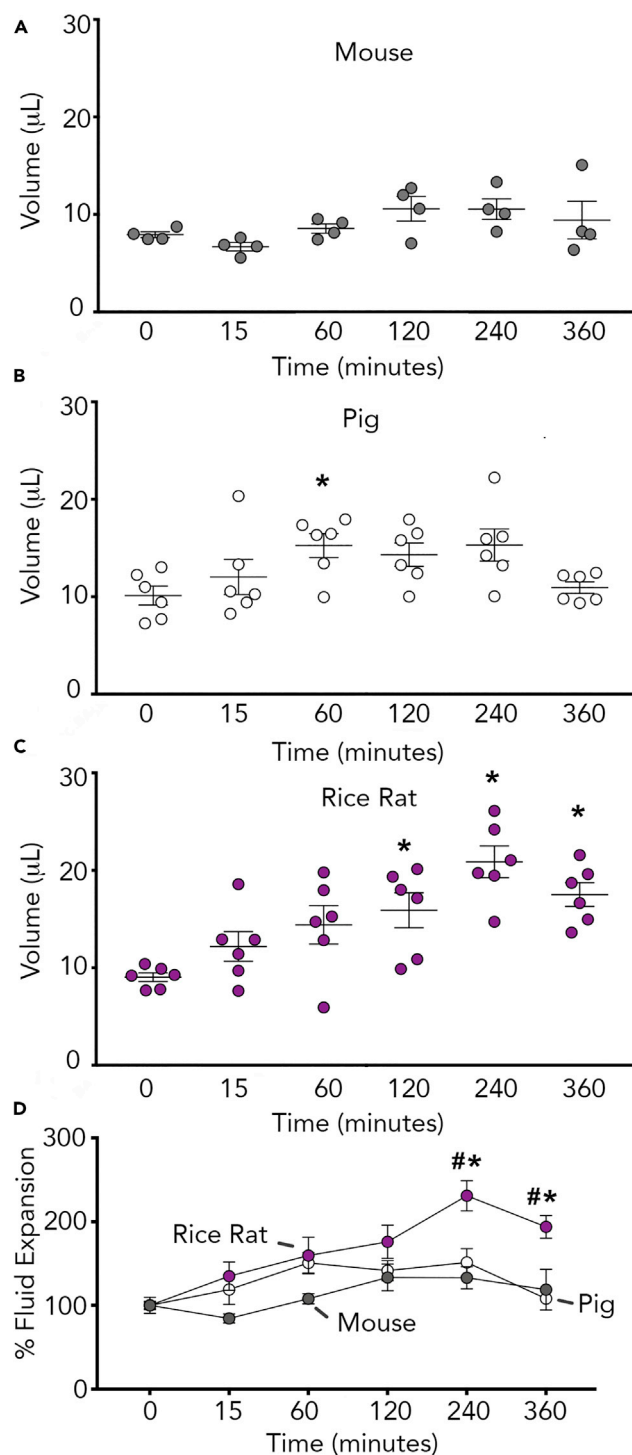 A
30
Mouse
20
Volume (μL)
10
0
0 15 60 120 240 360
Time (minutes)
B
30
Pig
20
*
Volume (μL)
10
0
0 15 60 120 240 360
Time (minutes)
C
30
Rice Rat
*
*
*
20
Volume (μL)
10
0
0 15 60 120 240 360
Time (minutes)
D
300
#*
#*
% Fluid Expansion
200
Rice Rat
100
Mouse
Pig
0
0 15 60 120 240 360
Time (minutes)